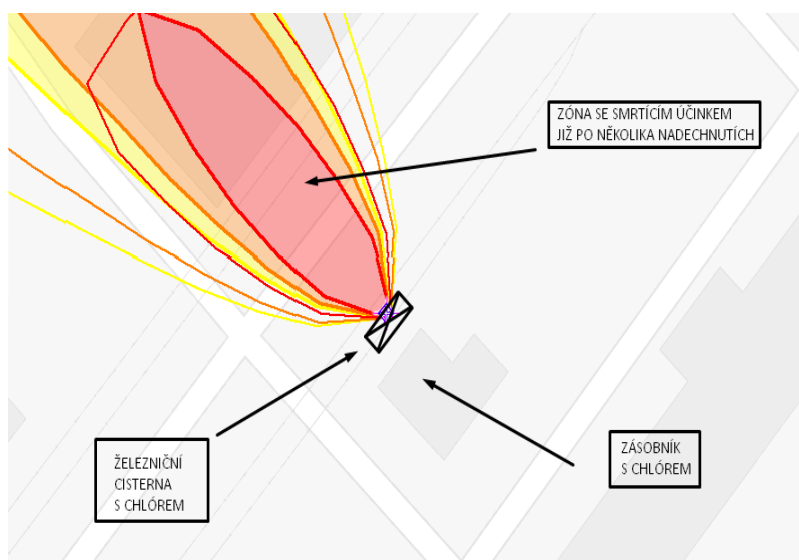 ZÓNA SE SMRTÍCÍM ÚČINKEM
JIŽ PO NĚKOLIKA NADECHNUTÍCH
ŽELEZNIČNÍ
CISTERNA
S CHLÓREM
ZÁSOBNÍK
S CHLÓREM